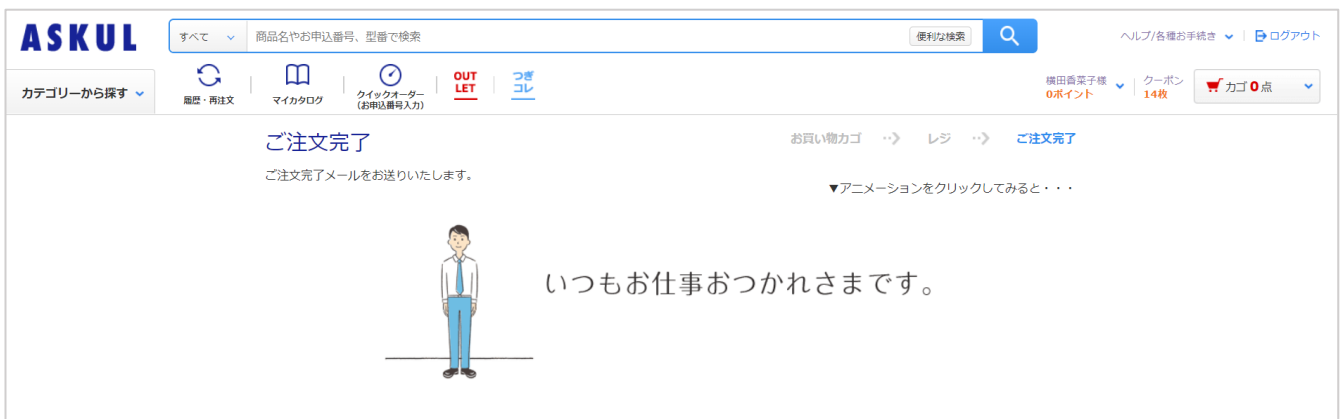 ASKUL
すべて
商品名やお申込番号、型番で検索
便利な検索
ヘルプ/各種お手続き
ログアウト
カテゴリーから探す
履歴・再注文
マイカタログ
クイックオーダー
(お申込番号入力)
OUT
LET
つぎ
コレ
横田香菜子様
0ポイント
クーポン
14枚
カゴ 0 点
ご注文完了
お買い物カゴ
レジ
ご注文完了
ご注文完了メールをお送りいたします。
▼アニメーションをクリックしてみると・・・
いつもお仕事おつかれさまです。